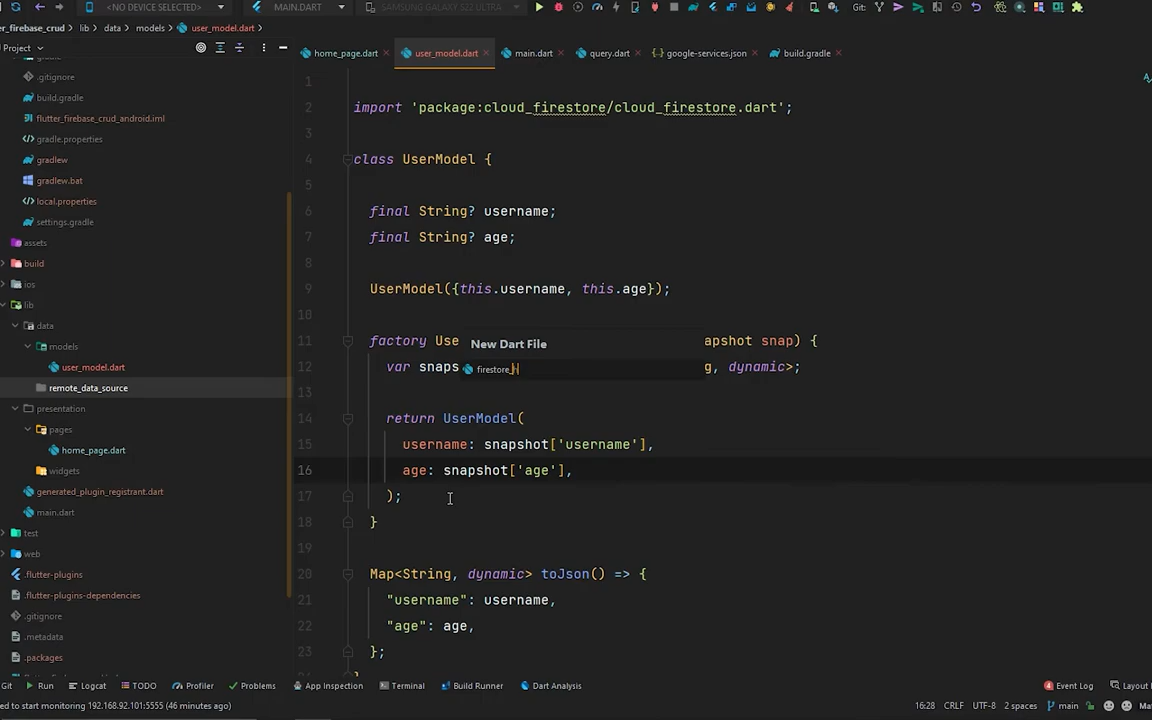 <NO DEVICE SELECTED> MAIN.DART SAMSUNG GALAXY S22 ULTRA Git:
er_firebase_crud lib data models user_model.dart
Project home_page.dart user_model.dart main.dart query.dart google-services.json build.gradle
.gitignore
build.gradle
flutter_firebase_crud_android.iml
gradle.properties
gradlew
gradlew.bat
local.properties
settings.gradle
assets
build
ios
lib
data
models
user_model.dart
remote_data_source
presentation
pages
home_page.dart
widgets
generated_plugin_registrant.dart
main.dart
test
web
.flutter-plugins
.flutter-plugins-dependencies
.gitignore
.metadata
.packages
1
2 import 'package:cloud_firestore/cloud_firestore.dart';
3
4 class UserModel {
5
6 final String? username;
7 final String? age;
8
9 UserModel({this.username, this.age});
10
11 factory Use apshot snap) {
12 var snaps g, dynamic>;
13
14 return UserModel(
15 username: snapshot['username'],
16 age: snapshot['age'],
17 );
18 }
19
20 Map<String, dynamic> toJson() => {
21 "username": username,
22 "age": age,
23 };
New Dart File
firestore_
Git Run Logcat TODO Profiler Problems App Inspection Terminal Build Runner Dart Analysis Event Log Layout
ed to start monitoring 192.168.92.101:5555 (46 minutes ago) 16:28 CRLF UTF-8 2 spaces main